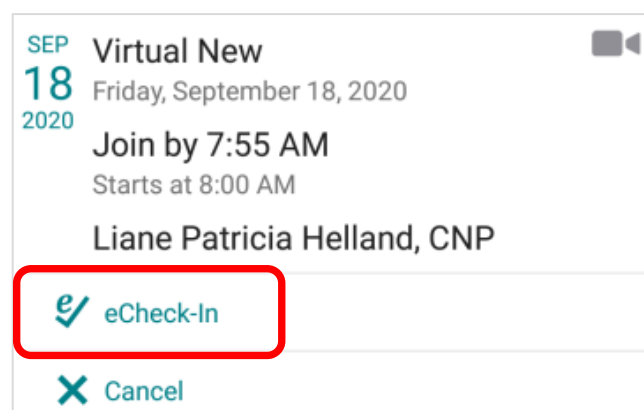 SEP
18
2020
Virtual New
Friday, September 18, 2020
Join by 7:55 AM
Starts at 8:00 AM
Liane Patricia Helland, CNP
eCheck-In
Cancel